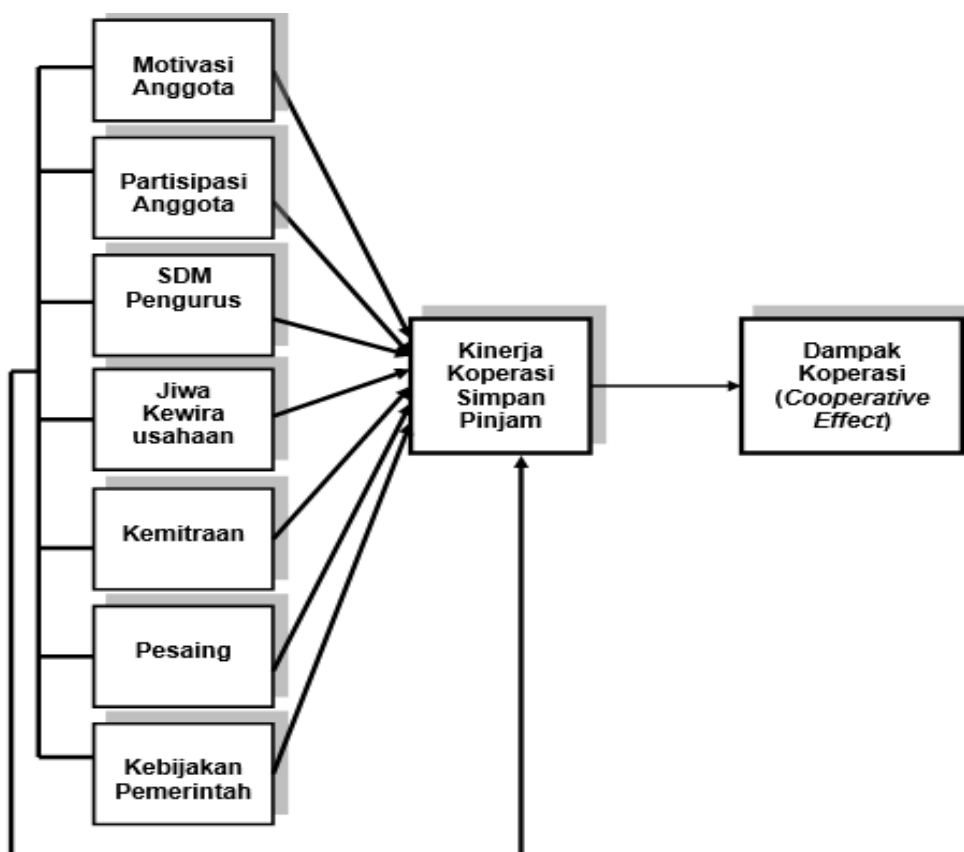 Motivasi
Anggota
Partisipasi
Anggota
SDM
Pengurus
Jiwa
Kewira
usahaan
Kemitraan
Pesaing
Kebijakan
Pemerintah
Kinerja
Koperasi
Simpan
Pinjam
Dampak
Koperasi
(Cooperative
Effect)